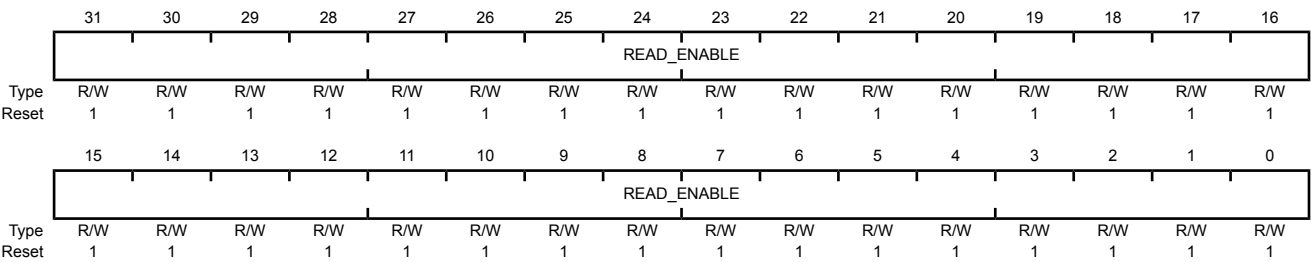 31 30 29 28 27 26 25 24 23 22 21 20 19 18 17 16
READ_ENABLE
Type R/W R/W R/W R/W R/W R/W R/W R/W R/W R/W R/W R/W R/W R/W R/W R/W
Reset 1 1 1 1 1 1 1 1 1 1 1 1 1 1 1 1
15 14 13 12 11 10 9 8 7 6 5 4 3 2 1 0
READ_ENABLE
Type R/W R/W R/W R/W R/W R/W R/W R/W R/W R/W R/W R/W R/W R/W R/W R/W
Reset 1 1 1 1 1 1 1 1 1 1 1 1 1 1 1 1